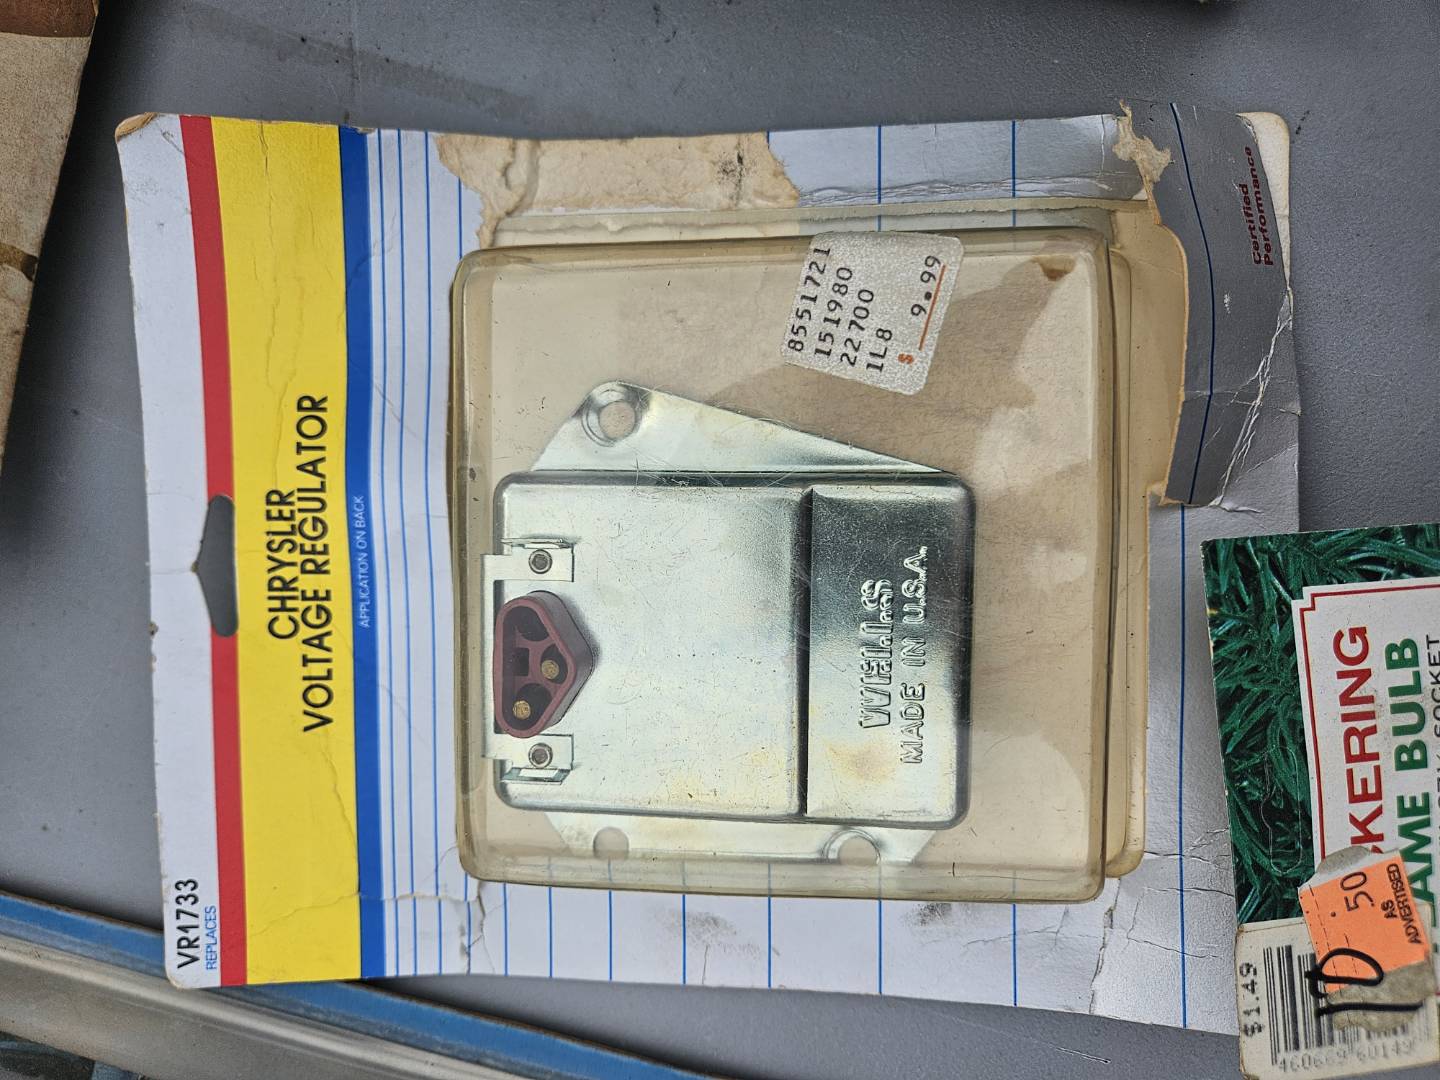 VR1733
REPLACES
CHRYSLER
VOLTAGE REGULATOR
APPLICATION ON BACK
8551721
151980
22700
1L8
$ 9.99
WELLS
MADE IN U.S.A.
Certified
Performance
KERING
AME BULB
SOCKET
$1.49
.50
AS
ADVERTISED
10